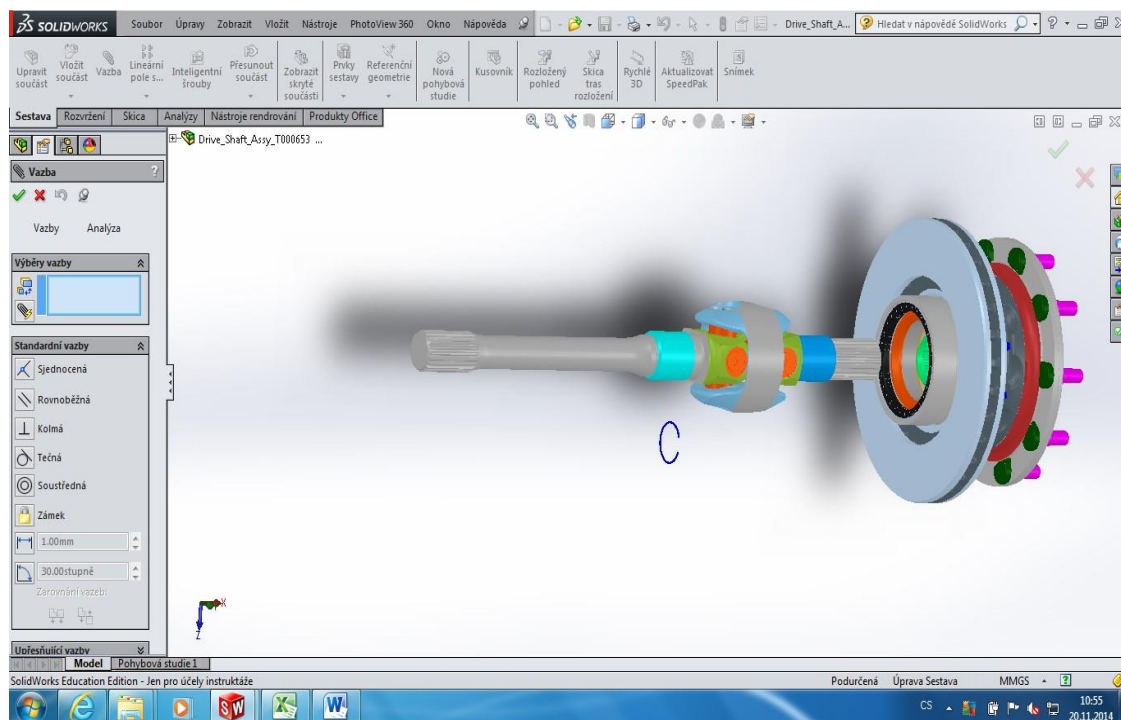 SOLIDWORKS Soubor Úpravy Zobrazit Vložit Nástroje PhotoView 360 Okno Nápověda Drive_Shaft_A... Hledat v nápovědě SolidWorks
Upravit součást
Vložit součást
Vazba
Lineární pole s...
Inteligentní šrouby
Přesunout součást
Zobrazit skryté součásti
Prvky sestavy
Referenční geometrie
Nová pohybová studie
Kusovník
Rozložený pohled
Skica tras rozložení
Rychlé 3D
Aktualizovat SpeedPak
Snímek
Sestava Rozvržení Skica Analýzy Nástroje rendrování Produkty Office
Drive_Shaft_Assy_T000653 ...
Vazba ?
Vazby Analýza
Výběry vazby
Standardní vazby
Sjednocená
Rovnoběžná
Kolmá
Tečná
Soustředná
Zámek
1.00mm
30.00stupně
Zarovnání vazeb:
X
Z
Upřesňující vazby
Model Pohybová studie 1
SolidWorks Education Edition - Jen pro účely instruktáže Podurčená Úprava Sestava MMGS ?
CS 10:55
20.11.2014